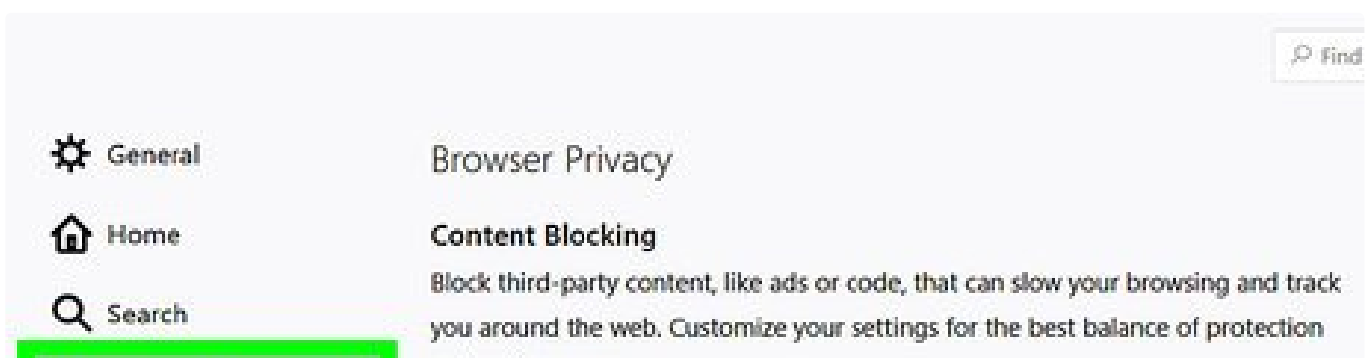 Find
General
Browser Privacy
Home
Content Blocking
Block third-party content, like ads or code, that can slow your browsing and track
Search
you around the web. Customize your settings for the best balance of protection